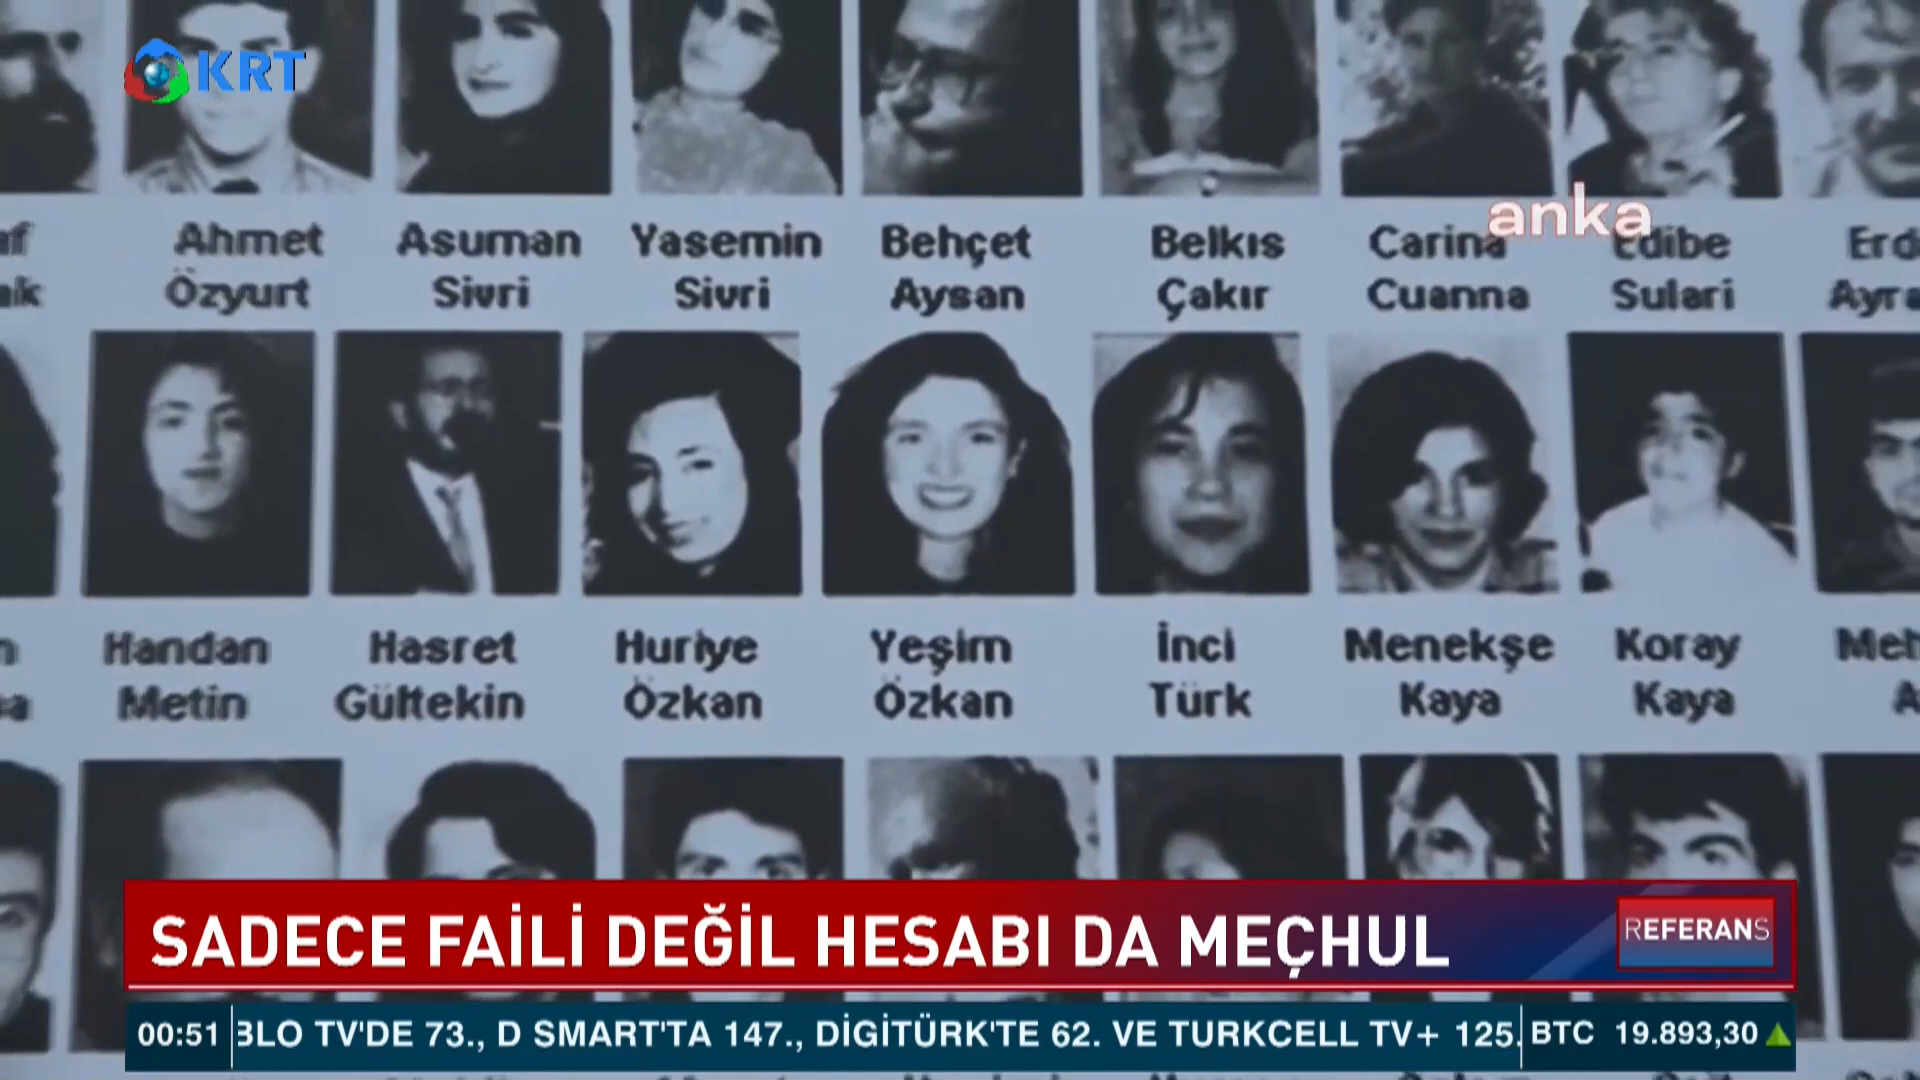 KRT
anka
Ahmet Asuman Yasemin Behçet Belkıs Carina Edibe
Özyurt Sivri Sivri Aysan Çakır Cuanna Sulari
Handan Hasret Huriye Yeşim İnci Menekşe Koray
Metin Gültekin Özkan Özkan Türk Kaya Kaya
SADECE FAİLİ DEĞİL HESABI DA MEÇHUL
REFERANS
00:51 BLO TV'DE 73., D SMART'TA 147., DİGİTÜRK'TE 62. VE TURKCELL TV+ 125. BTC 19.893,30